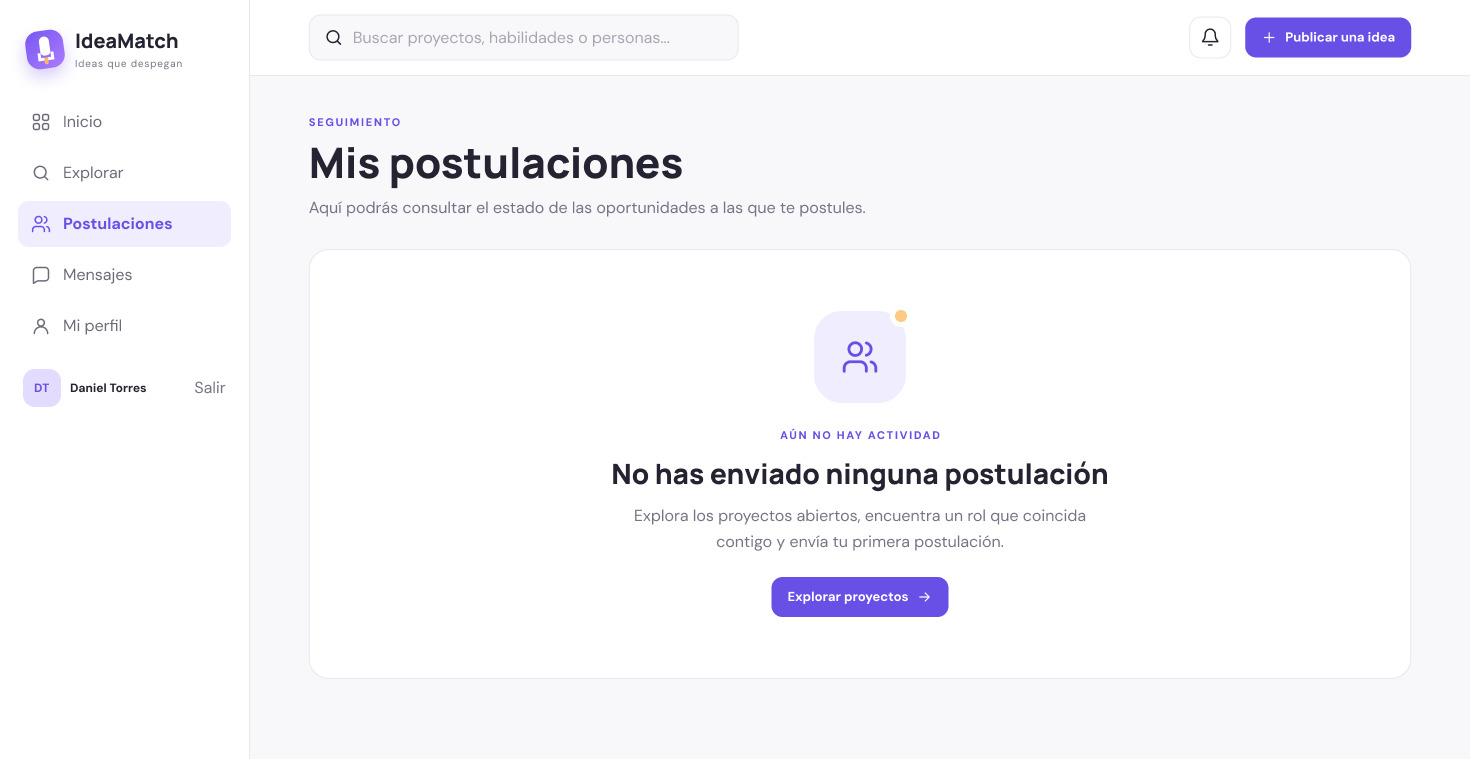 IdeaMatch
Ideas que despegan
Inicio
Explorar
Postulaciones
Mensajes
Mi perfil
DT
Daniel Torres
Salir
Buscar proyectos, habilidades o personas...
Publicar una idea
SEGUIMIENTO
Mis postulaciones
Aquí podrás consultar el estado de las oportunidades a las que te postules.
AÚN NO HAY ACTIVIDAD
No has enviado ninguna postulación
Explora los proyectos abiertos, encuentra un rol que coincida
contigo y envía tu primera postulación.
Explorar proyectos →